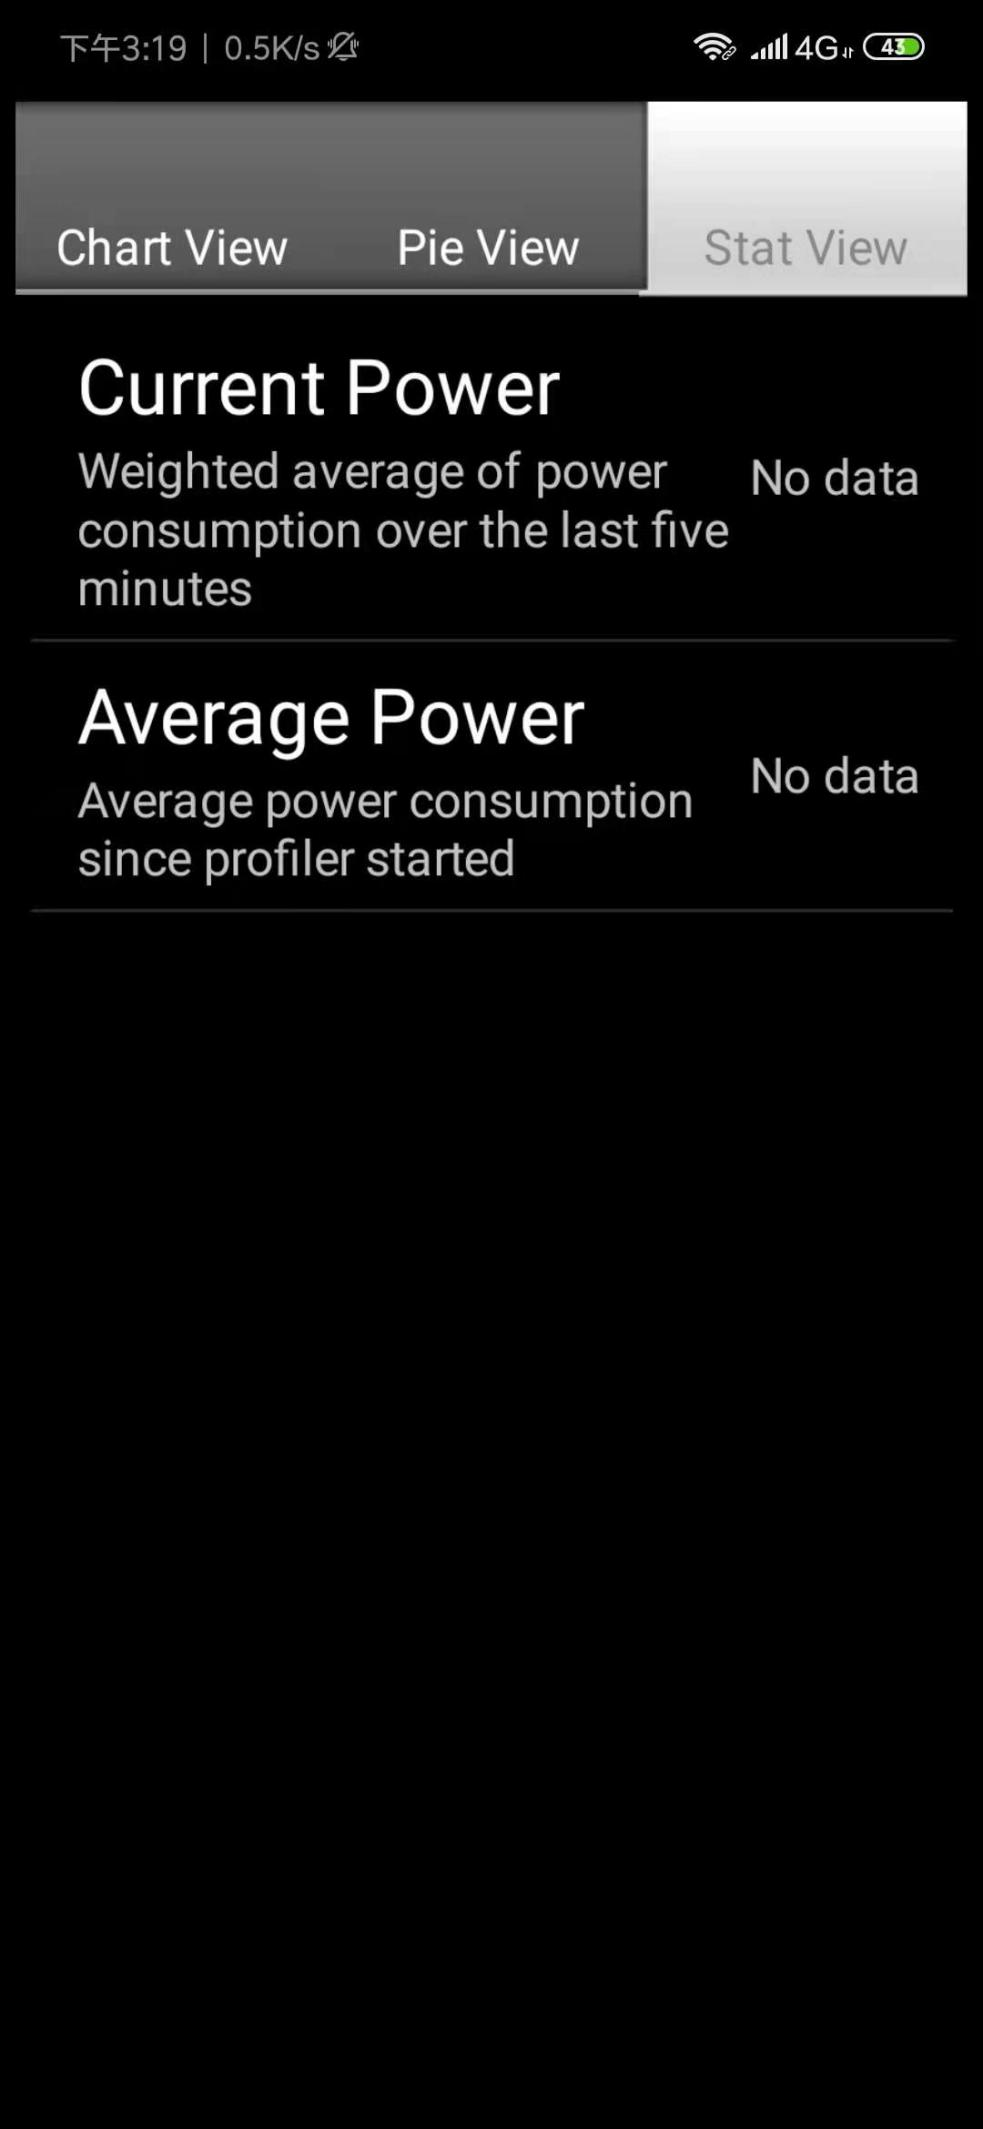 下午3:19 | 0.5K/s 4G 43
Chart View Pie View Stat View
Current Power
Weighted average of power
consumption over the last five
minutes
No data
Average Power
Average power consumption
since profiler started
No data